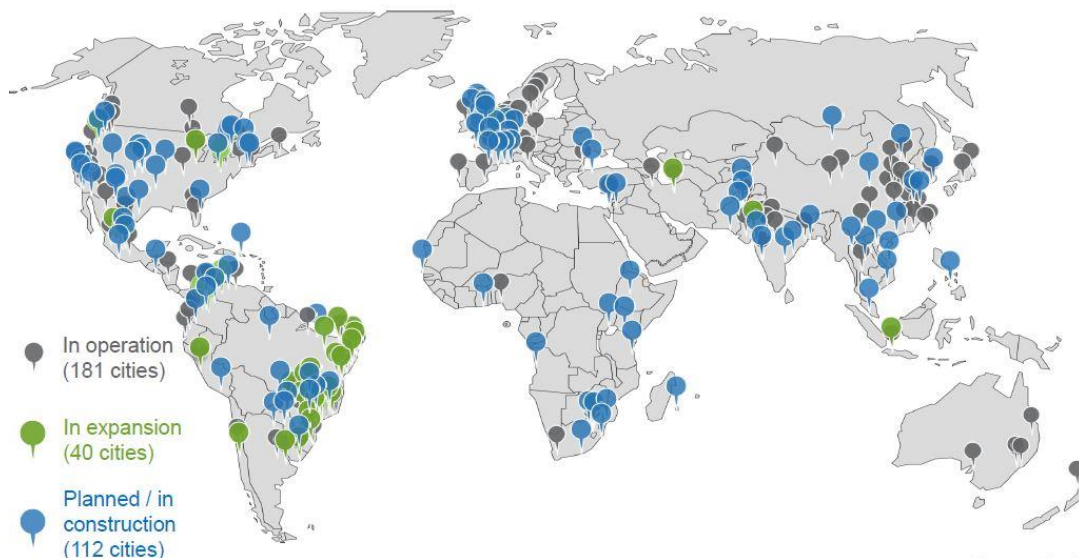 In operation
(181 cities)
In expansion
(40 cities)
Planned / in
construction
(112 cities)